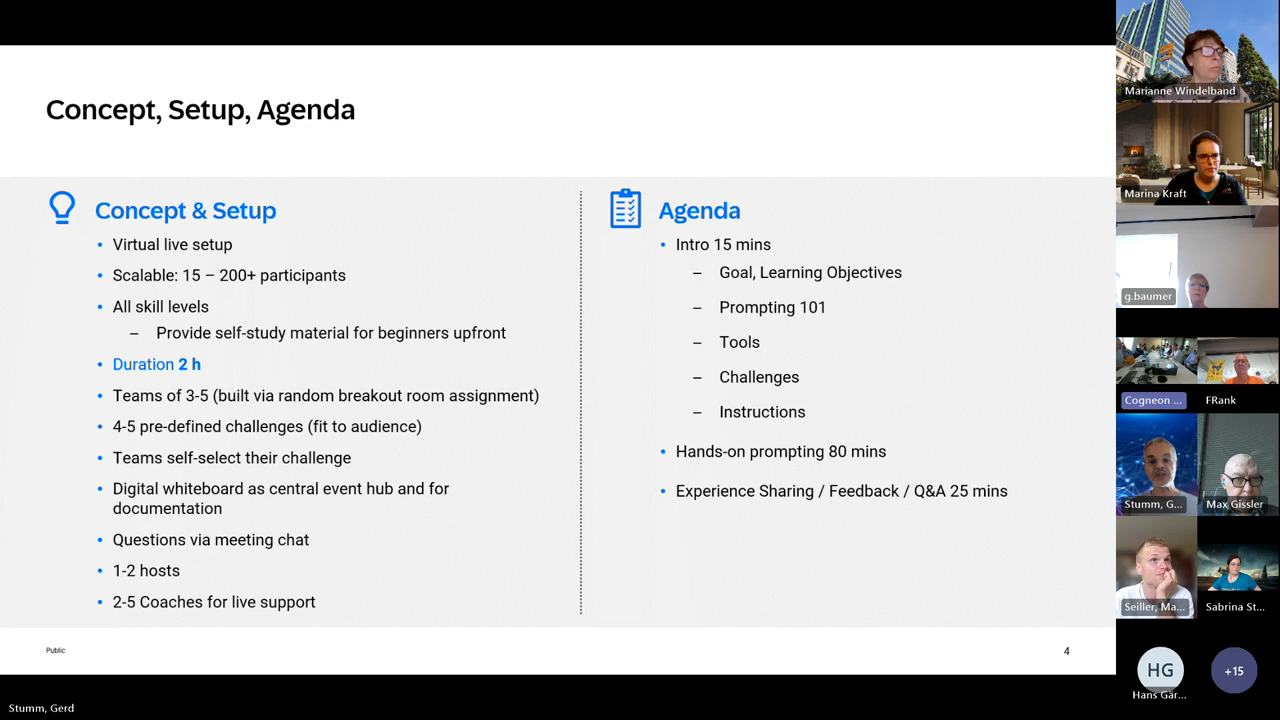 Concept, Setup, Agenda
Concept & Setup
• Virtual live setup
• Scalable: 15 – 200+ participants
• All skill levels
– Provide self-study material for beginners upfront
• Duration 2 h
• Teams of 3-5 (built via random breakout room assignment)
• 4-5 pre-defined challenges (fit to audience)
• Teams self-select their challenge
• Digital whiteboard as central event hub and for
documentation
• Questions via meeting chat
• 1-2 hosts
• 2-5 Coaches for live support
Agenda
• Intro 15 mins
– Goal, Learning Objectives
– Prompting 101
– Tools
– Challenges
– Instructions
• Hands-on prompting 80 mins
• Experience Sharing / Feedback / Q&A 25 mins
Public
4
Stumm, Gerd
Marianne Windelband
Marina Kraft
g.baumer
Cogneon ...
FRank
Stumm, G...
Max Gissler
Seiller, Ma...
Sabrina St...
HG
Hans Gär...
+15